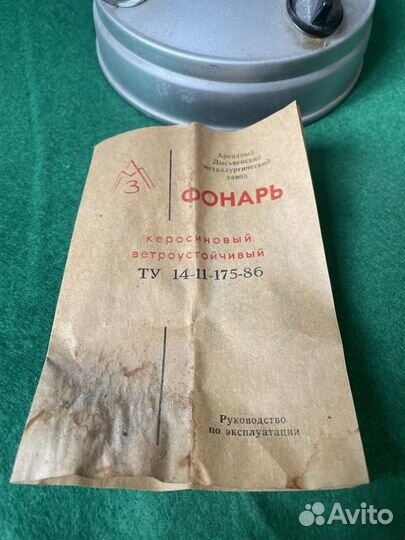 Арендный
Лысьвенский
металлургический
завод
ФОНАРЬ
керосиновый
ветроустойчивый
ТУ 14-11-175-86
Руководство
по эксплуатации
Avito